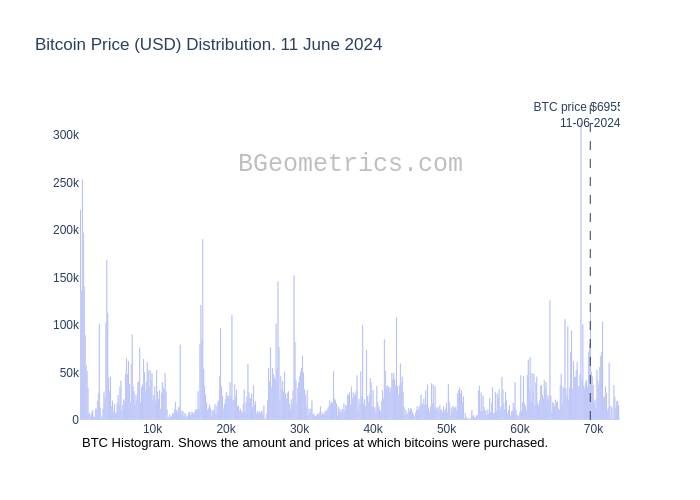 Bitcoin Price (USD) Distribution. 11 June 2024
BTC price $6955
11-06-2024
300k
BGeometrics.com
250k
200k
150k
100k
50k
0
10k 20k 30k 40k 50k 60k 70k
BTC Histogram. Shows the amount and prices at which bitcoins were purchased.